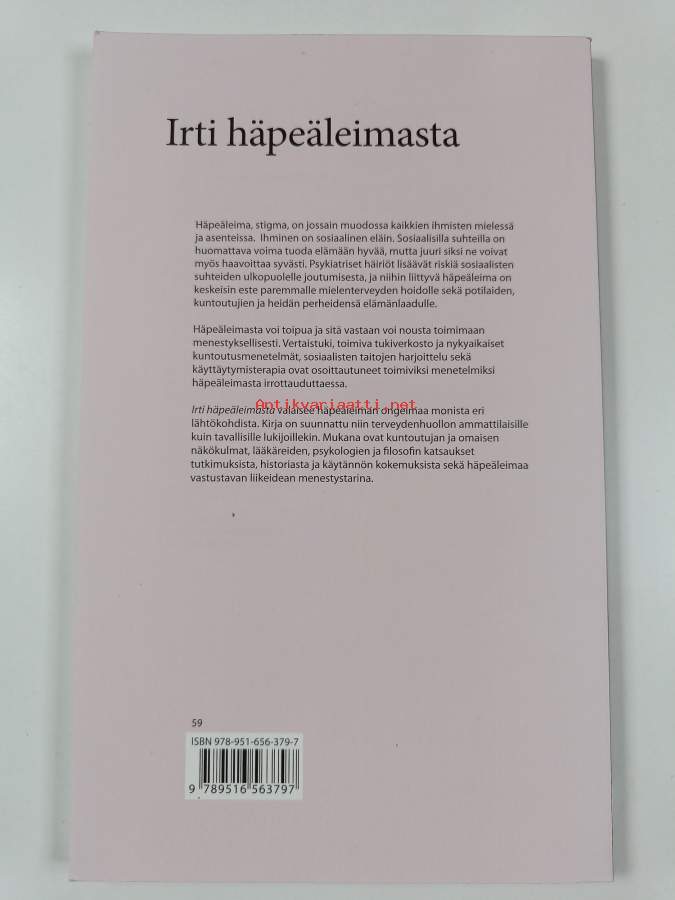 Irti häpeäleimasta
Häpeäleima, stigma, on jossain muodossa kaikkien ihmisten mielessä
ja asenteissa. Ihminen on sosiaalinen eläin. Sosiaalisilla suhteilla on
huomattava voima tuoda elämään hyvää, mutta juuri siksi ne voivat
myös haavoittaa syvästi. Psykiatriset häiriöt lisäävät riskiä sosiaalisten
suhteiden ulkopuolelle joutumisesta, ja niihin liittyvä häpeäleima on
keskeisin este paremmalle mielenterveyden hoidolle sekä potilaiden,
kuntoutujien ja heidän perheidensä elämänlaadulle.
Häpeäleimasta voi toipua ja sitä vastaan voi nousta toimimaan
menestyksellisesti. Vertaistuki, toimiva tukiverkosto ja nykyaikaiset
kuntoutusmenetelmät, sosiaalisten taitojen harjoittelu sekä
käyttäytymisterapia ovat osoittautuneet toimiviksi menetelmiksi
häpeäleimasta irrottauduttaessa.
Antikvariaatti.net
Irti häpeäleimasta valaisee häpeäleiman ongelmaa monista eri
lähtökohdista. Kirja on suunnattu niin terveydenhuollon ammattilaisille
kuin tavallisille lukijoillekin. Mukana ovat kuntoutujan ja omaisen
näkökulmat, lääkäreiden, psykologien ja filosofin katsaukset
tutkimuksista, historiasta ja käytännön kokemuksista sekä häpeäleimaa
vastustavan liikeidean menestystarina.
59
ISBN 978-951-656-379-7
9 789516 563797